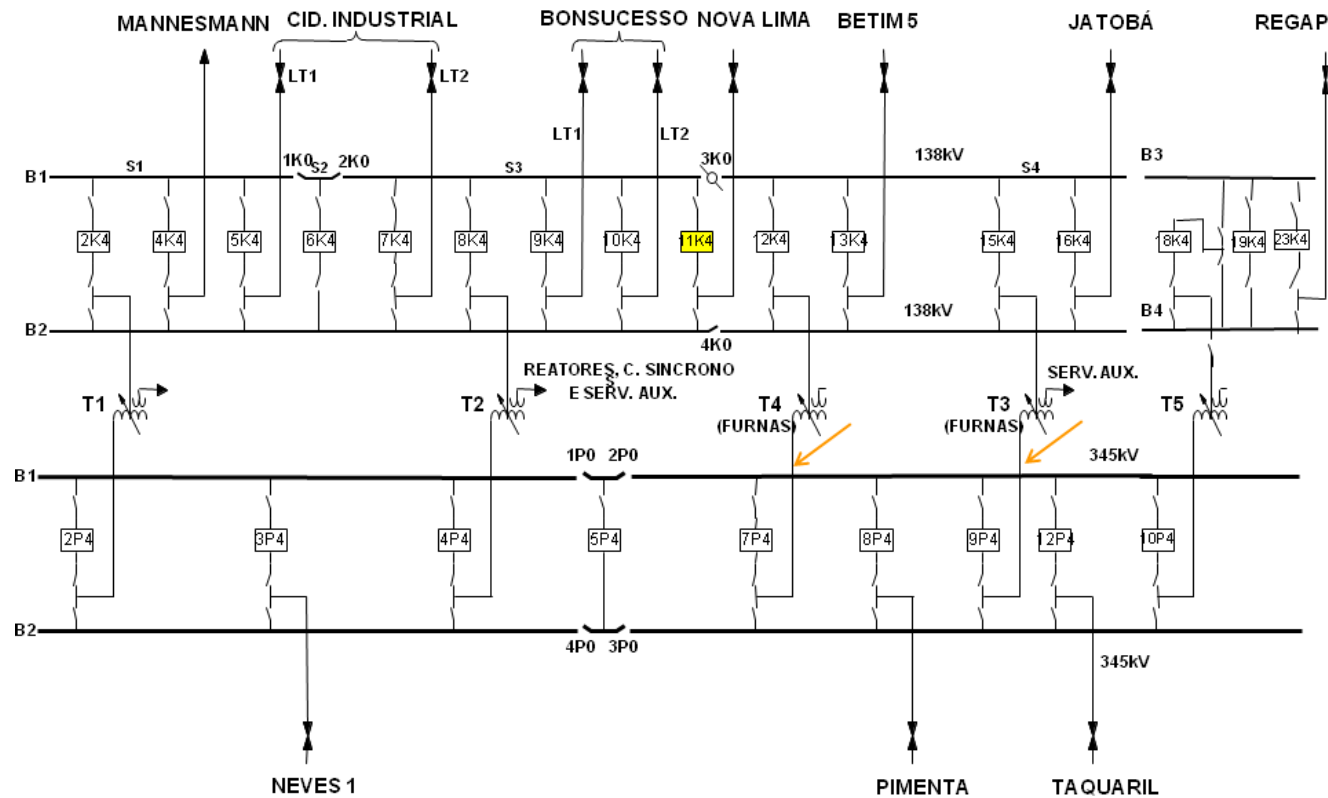 MANNESMANN
CID. INDUSTRIAL
BONSUCESSO
NOVA LIMA
BETIM 5
JATOBÁ
REGAP
LT1
LT2
LT1
LT2
3K0
138kV
B3
S1
1K0
S2
2K0
S3
S4
B1
2K4
4K4
5K4
6K4
7K4
8K4
9K4
10K4
11K4
12K4
13K4
15K4
16K4
18K4
19K4
23K4
138kV
B4
B2
4K0
REATORES, C. SINCRONO
S
E SERV. AUX.
SERV. AUX.
T1
T2
T4
(FURNAS)
T3
(FURNAS)
T5
1P0
2P0
345kV
B1
2P4
3P4
4P4
5P4
7P4
8P4
9P4
12P4
10P4
B2
4P0
3P0
345kV
NEVES 1
PIMENTA
TAQUARIL